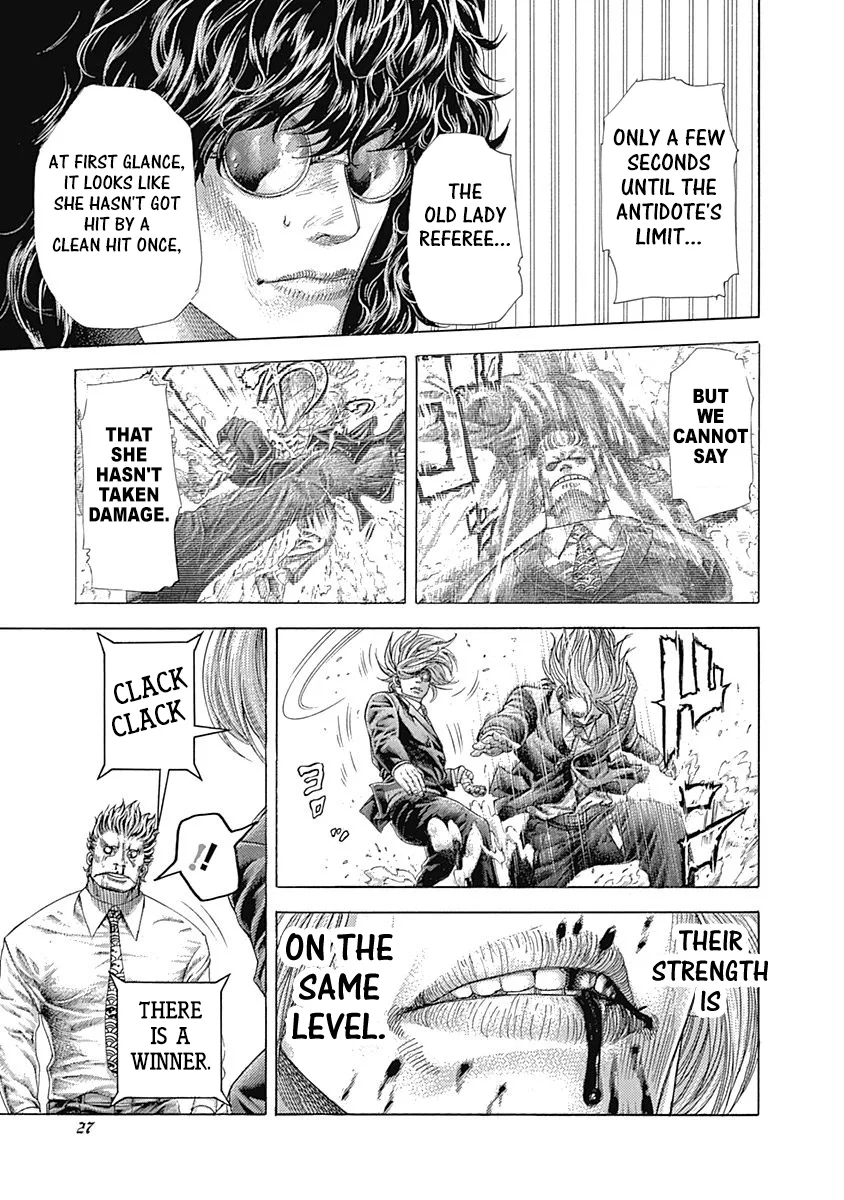 ONLY A FEW
SECONDS
UNTIL THE
ANTIDOTE'S
LIMIT...
THE
OLD LADY
REFEREE...
AT FIRST GLANCE,
IT LOOKS LIKE
SHE HASN'T GOT
HIT BY A
CLEAN HIT ONCE,
BUT
WE
CANNOT
SAY
THAT
SHE
HASN'T
TAKEN
DAMAGE.
ヨロ
THEIR
STRENGTH
IS
ON THE
SAME
LEVEL.
CLACK
CLACK
!!
THERE
IS A
WINNER.
27